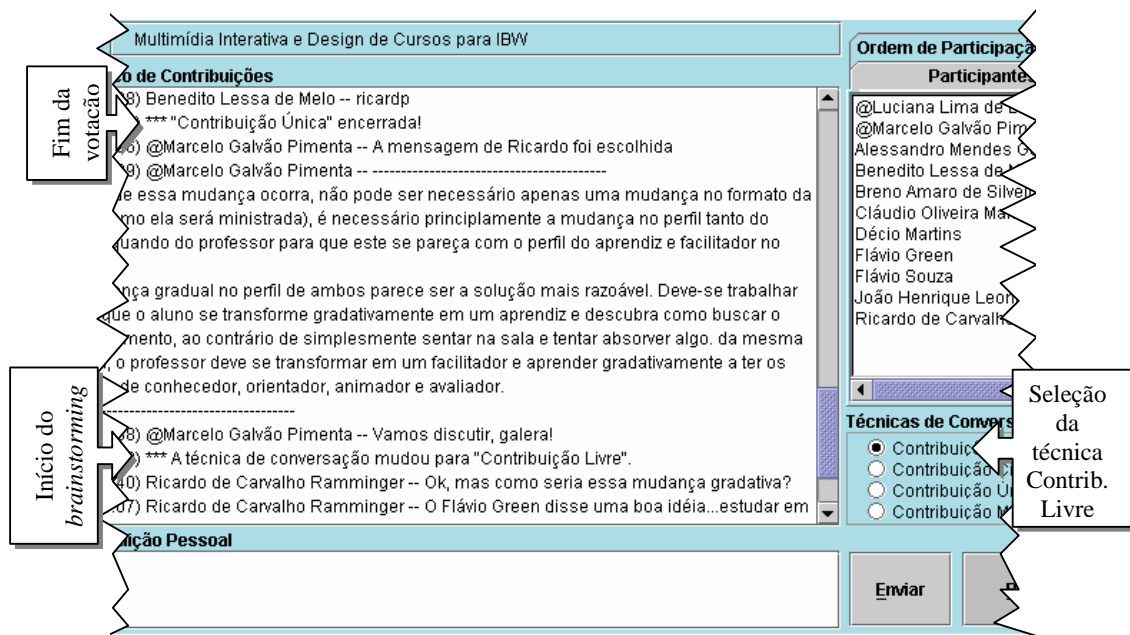 Multimídia Interativa e Design de Cursos para IBW
de Contribuições
8) Benedito Lessa de Melo -- ricardp
) *** "Contribuição Única" encerrada!
) @Marcelo Galvão Pimenta -- A mensagem de Ricardo foi escolhida
9) @Marcelo Galvão Pimenta -- ------------------------------------------
e essa mudança ocorra, não pode ser necessário apenas uma mudança no formato da
mo ela será ministrada), é necessário principlamente a mudança no perfil tanto do
quando do professor para que este se pareça com o perfil do aprendiz e facilitador no
nça gradual no perfil de ambos parece ser a solução mais razoável. Deve-se trabalhar
que o aluno se transforme gradativamente em um aprendiz e descubra como buscar o
mento, ao contrário de simplesmente sentar na sala e tentar absorver algo. da mesma
, o professor deve se transformar em um facilitador e aprender gradativamente a ter os
de conhecedor, orientador, animador e avaliador.
---------------------------------
38) @Marcelo Galvão Pimenta -- Vamos discutir, galera!
) *** A técnica de conversação mudou para "Contribuição Livre".
40) Ricardo de Carvalho Ramminger -- Ok, mas como seria essa mudança gradativa?
07) Ricardo de Carvalho Ramminger -- O Flávio Green disse uma boa idéia...estudar em
uição Pessoal
Ordem de Participaçã
Participantes
@Luciana Lima de
@Marcelo Galvão Pim
Alessandro Mendes G
Benedito Lessa de
Breno Amaro de Silvei
Cláudio Oliveira Ma
Décio Martins
Flávio Green
Flávio Souza
João Henrique Leon
Ricardo de Carvalh
Técnicas de Convers
Contribuiç
Contribuição Ci
Contribuição Ún
Contribuição M
Enviar
Fim da
votacão
Início do
brainstorming
Seleção
da
técnica
Contrib.
Livre